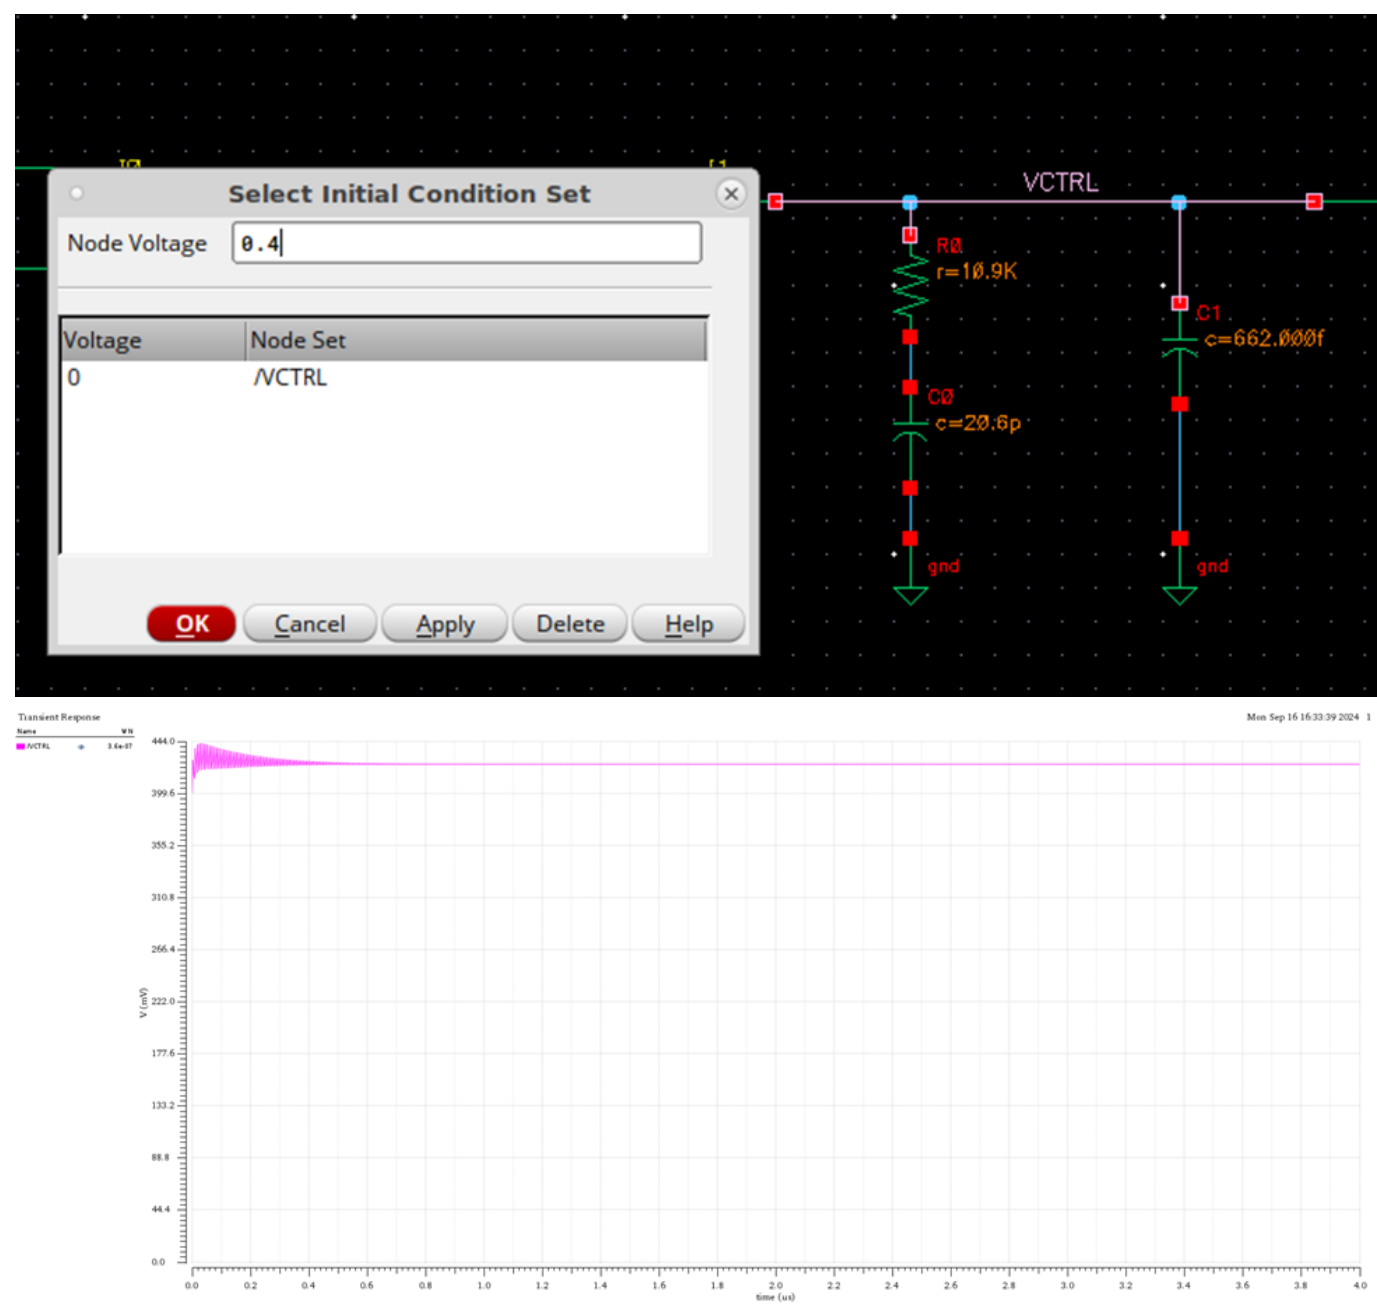 Select Initial Condition Set
Node Voltage 0.4
Voltage Node Set
0 /VCTRL
OK Cancel Apply Delete Help
VCTRL
R0
r=10.9K
C0
c=20.6p
gnd
C1
c=662.000f
gnd
Transient Response
Mon Sep 16 16:33:39 2024 1
Name
/VCTRL 3.6e-07
V (mV)
444.0
399.6
355.2
310.8
266.4
222.0
177.6
133.2
88.8
44.4
0.0
0.0 0.2 0.4 0.6 0.8 1.0 1.2 1.4 1.6 1.8 2.0 2.2 2.4 2.6 2.8 3.0 3.2 3.4 3.6 3.8 4.0
time (us)